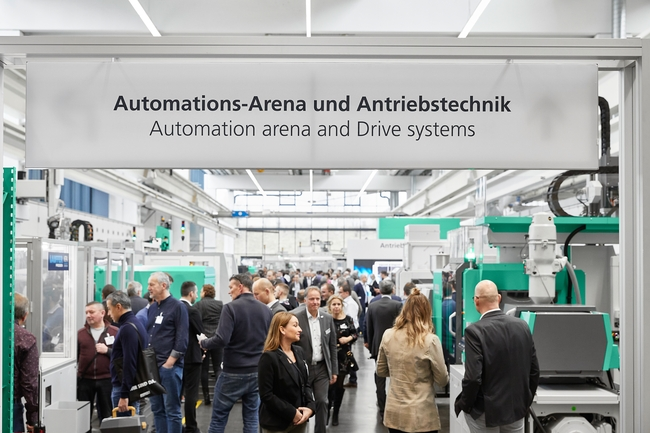 Automations-Arena und Antriebstechnik
Automation arena and Drive systems